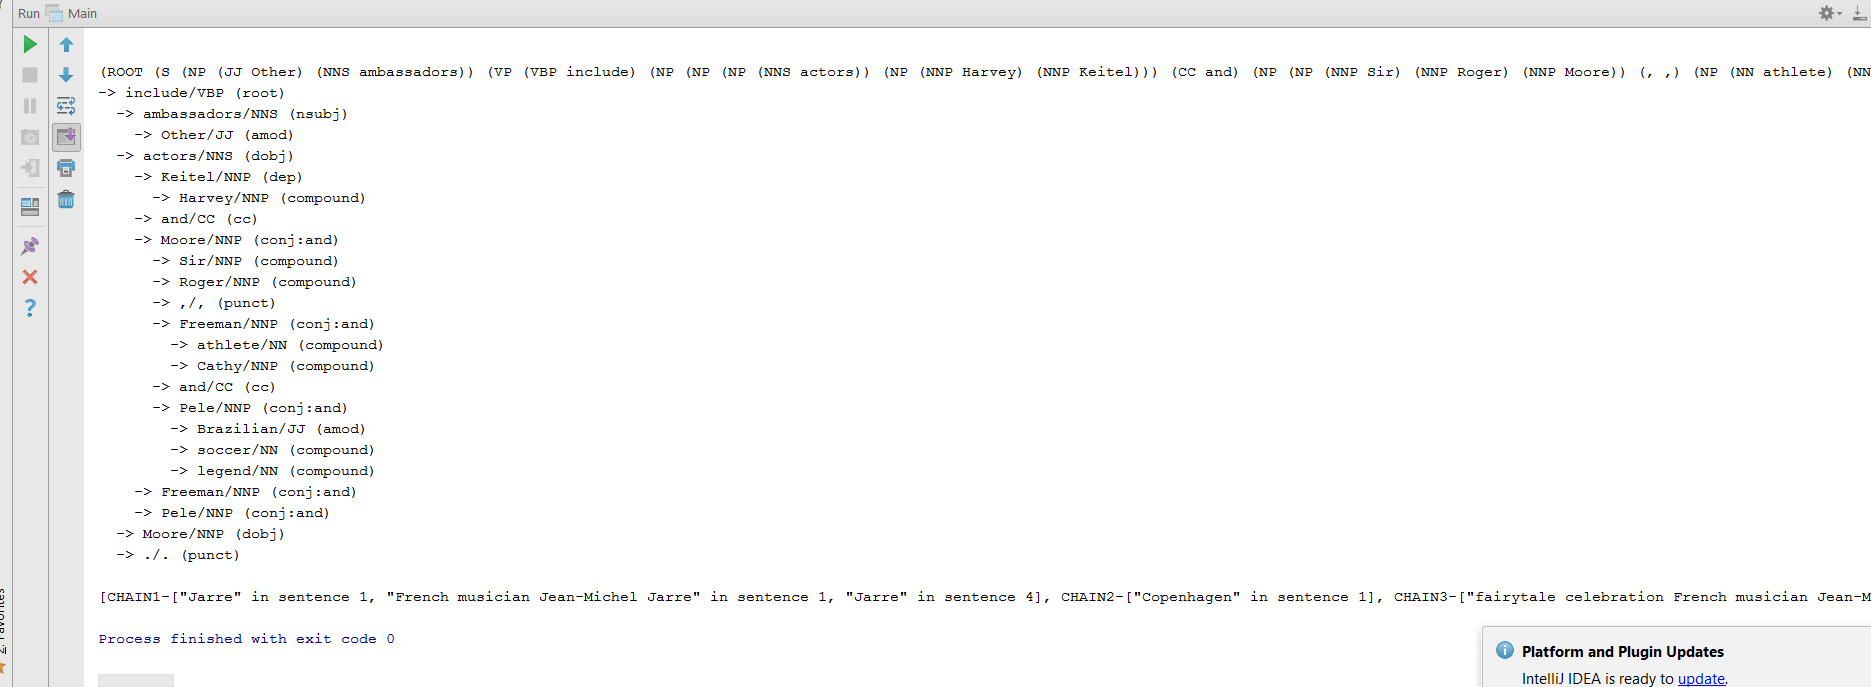 Run Main
(ROOT (S (NP (JJ Other) (NNS ambassadors)) (VP (VBP include) (NP (NP (NP (NNS actors)) (NP (NNP Harvey) (NNP Keitel))) (CC and) (NP (NP (NNP Sir) (NNP Roger) (NNP Moore)) (, ,) (NP (NN athlete) (NN
-> include/VBP (root)
-> ambassadors/NNS (nsubj)
-> Other/JJ (amod)
-> actors/NNS (dobj)
-> Keitel/NNP (dep)
-> Harvey/NNP (compound)
-> and/CC (cc)
-> Moore/NNP (conj:and)
-> Sir/NNP (compound)
-> Roger/NNP (compound)
-> ,/, (punct)
-> Freeman/NNP (conj:and)
-> athlete/NN (compound)
-> Cathy/NNP (compound)
-> and/CC (cc)
-> Pele/NNP (conj:and)
-> Brazilian/JJ (amod)
-> soccer/NN (compound)
-> legend/NN (compound)
-> Freeman/NNP (conj:and)
-> Pele/NNP (conj:and)
-> Moore/NNP (dobj)
-> ./. (punct)
[CHAIN1-["Jarre" in sentence 1, "French musician Jean-Michel Jarre" in sentence 1, "Jarre" in sentence 4], CHAIN2-["Copenhagen" in sentence 1], CHAIN3-["fairytale celebration French musician Jean-M
Process finished with exit code 0
Platform and Plugin Updates
IntelliJ IDEA is ready to update.